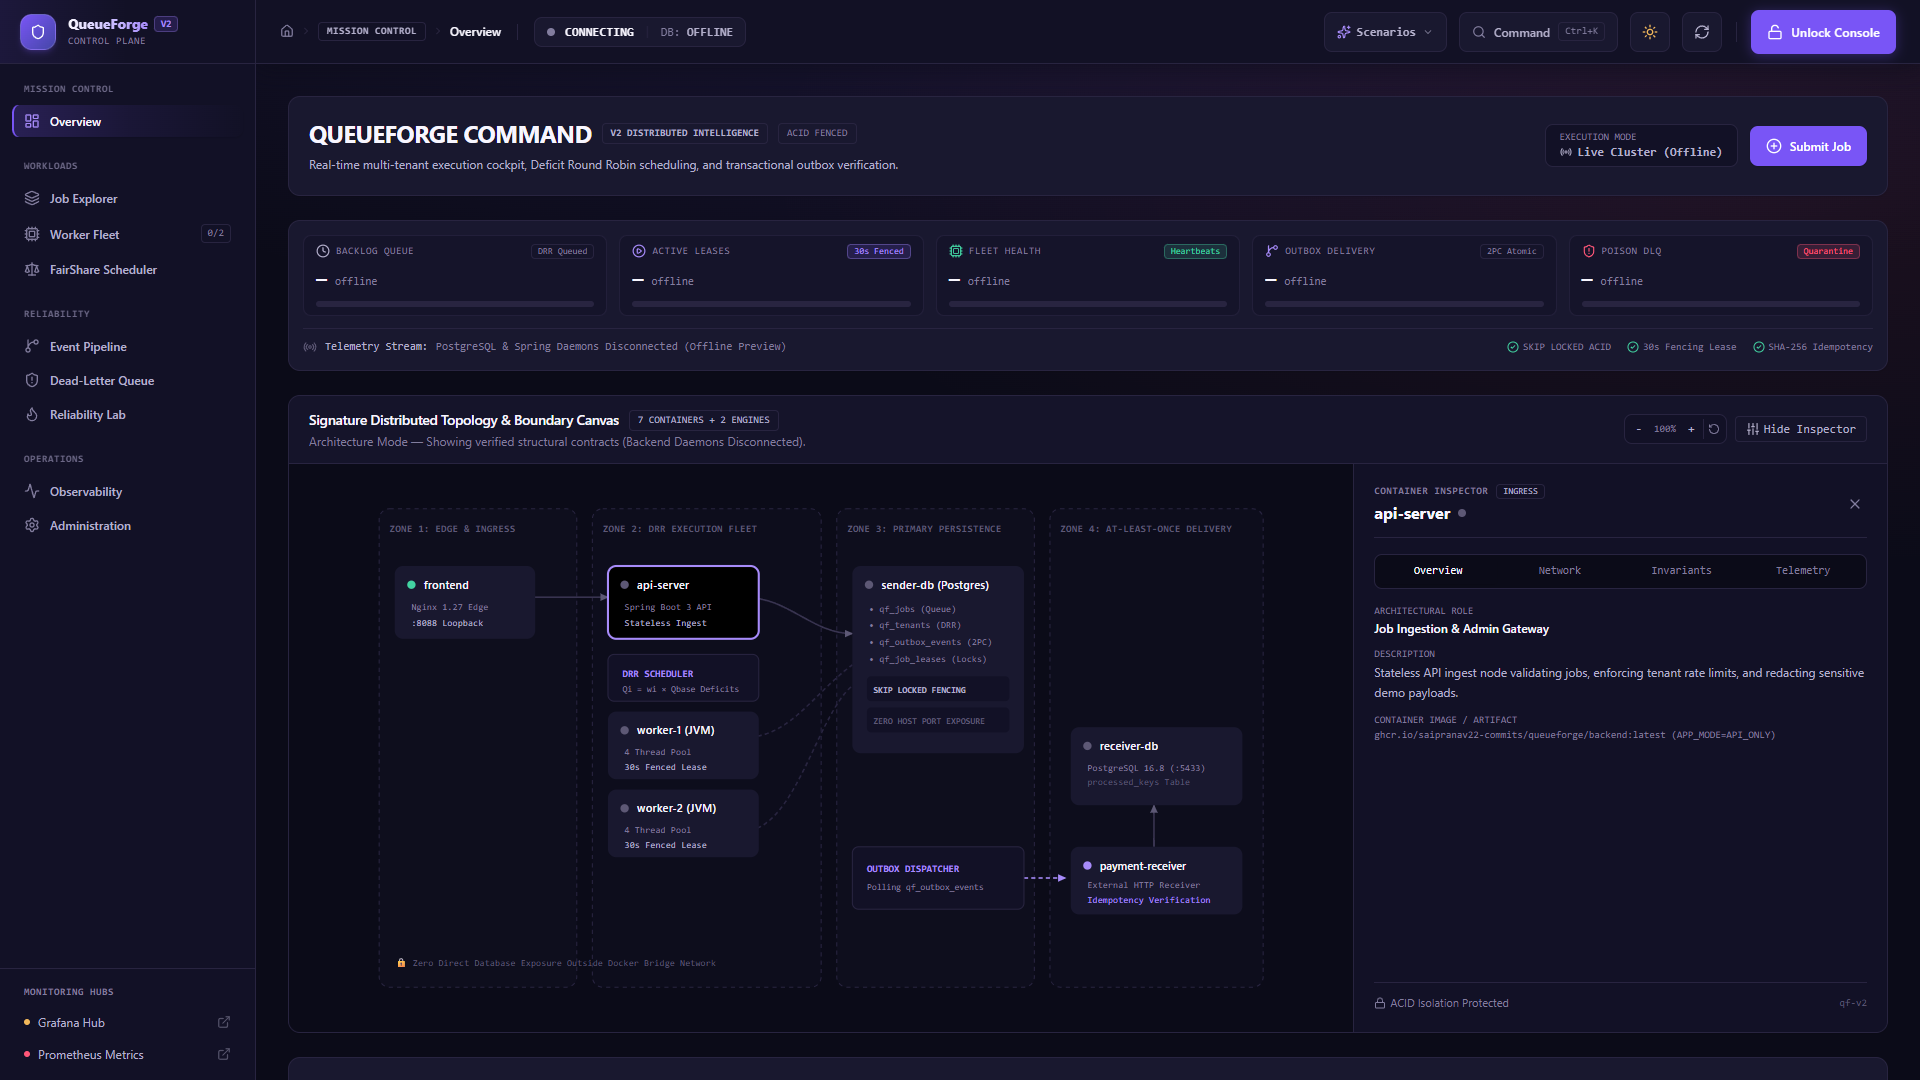 QueueForge V2
CONTROL PLANE
MISSION CONTROL
Overview
WORKLOADS
Job Explorer
Worker Fleet 0/2
FairShare Scheduler
RELIABILITY
Event Pipeline
Dead-Letter Queue
Reliability Lab
OPERATIONS
Observability
Administration
MONITORING HUBS
Grafana Hub
Prometheus Metrics
MISSION CONTROL Overview CONNECTING DB: OFFLINE
Scenarios Command Ctrl+K Unlock Console
QUEUEFORGE COMMAND V2 DISTRIBUTED INTELLIGENCE ACID FENCED
Real-time multi-tenant execution cockpit, Deficit Round Robin scheduling, and transactional outbox verification.
EXECUTION MODE
Live Cluster (Offline)
Submit Job
BACKLOG QUEUE DRR Queued
— offline
ACTIVE LEASES 30s Fenced
— offline
FLEET HEALTH Heartbeats
— offline
OUTBOX DELIVERY 2PC Atomic
— offline
POISON DLQ Quarantine
— offline
Telemetry Stream: PostgreSQL & Spring Daemons Disconnected (Offline Preview)
SKIP LOCKED ACID 30s Fencing Lease SHA-256 Idempotency
Signature Distributed Topology & Boundary Canvas 7 CONTAINERS + 2 ENGINES
Architecture Mode — Showing verified structural contracts (Backend Daemons Disconnected).
- 100% + Hide Inspector
ZONE 1: EDGE & INGRESS
frontend
Nginx 1.27 Edge
:8088 Loopback
ZONE 2: DRR EXECUTION FLEET
api-server
Spring Boot 3 API
Stateless Ingest
DRR SCHEDULER
Qi = wi × Qbase Deficits
worker-1 (JVM)
4 Thread Pool
30s Fenced Lease
worker-2 (JVM)
4 Thread Pool
30s Fenced Lease
ZONE 3: PRIMARY PERSISTENCE
sender-db (Postgres)
• qf_jobs (Queue)
• qf_tenants (DRR)
• qf_outbox_events (2PC)
• qf_job_leases (Locks)
SKIP LOCKED FENCING
ZERO HOST PORT EXPOSURE
OUTBOX DISPATCHER
Polling qf_outbox_events
ZONE 4: AT-LEAST-ONCE DELIVERY
receiver-db
PostgreSQL 16.8 (:5433)
processed_keys Table
payment-receiver
External HTTP Receiver
Idempotency Verification
Zero Direct Database Exposure Outside Docker Bridge Network
CONTAINER INSPECTOR INGRESS
api-server
Overview Network Invariants Telemetry
ARCHITECTURAL ROLE
Job Ingestion & Admin Gateway
DESCRIPTION
Stateless API ingest node validating jobs, enforcing tenant rate limits, and redacting sensitive
demo payloads.
CONTAINER IMAGE / ARTIFACT
ghcr.io/saipranav22-commits/queueforge/backend:latest (APP_MODE=API_ONLY)
ACID Isolation Protected qf-v2